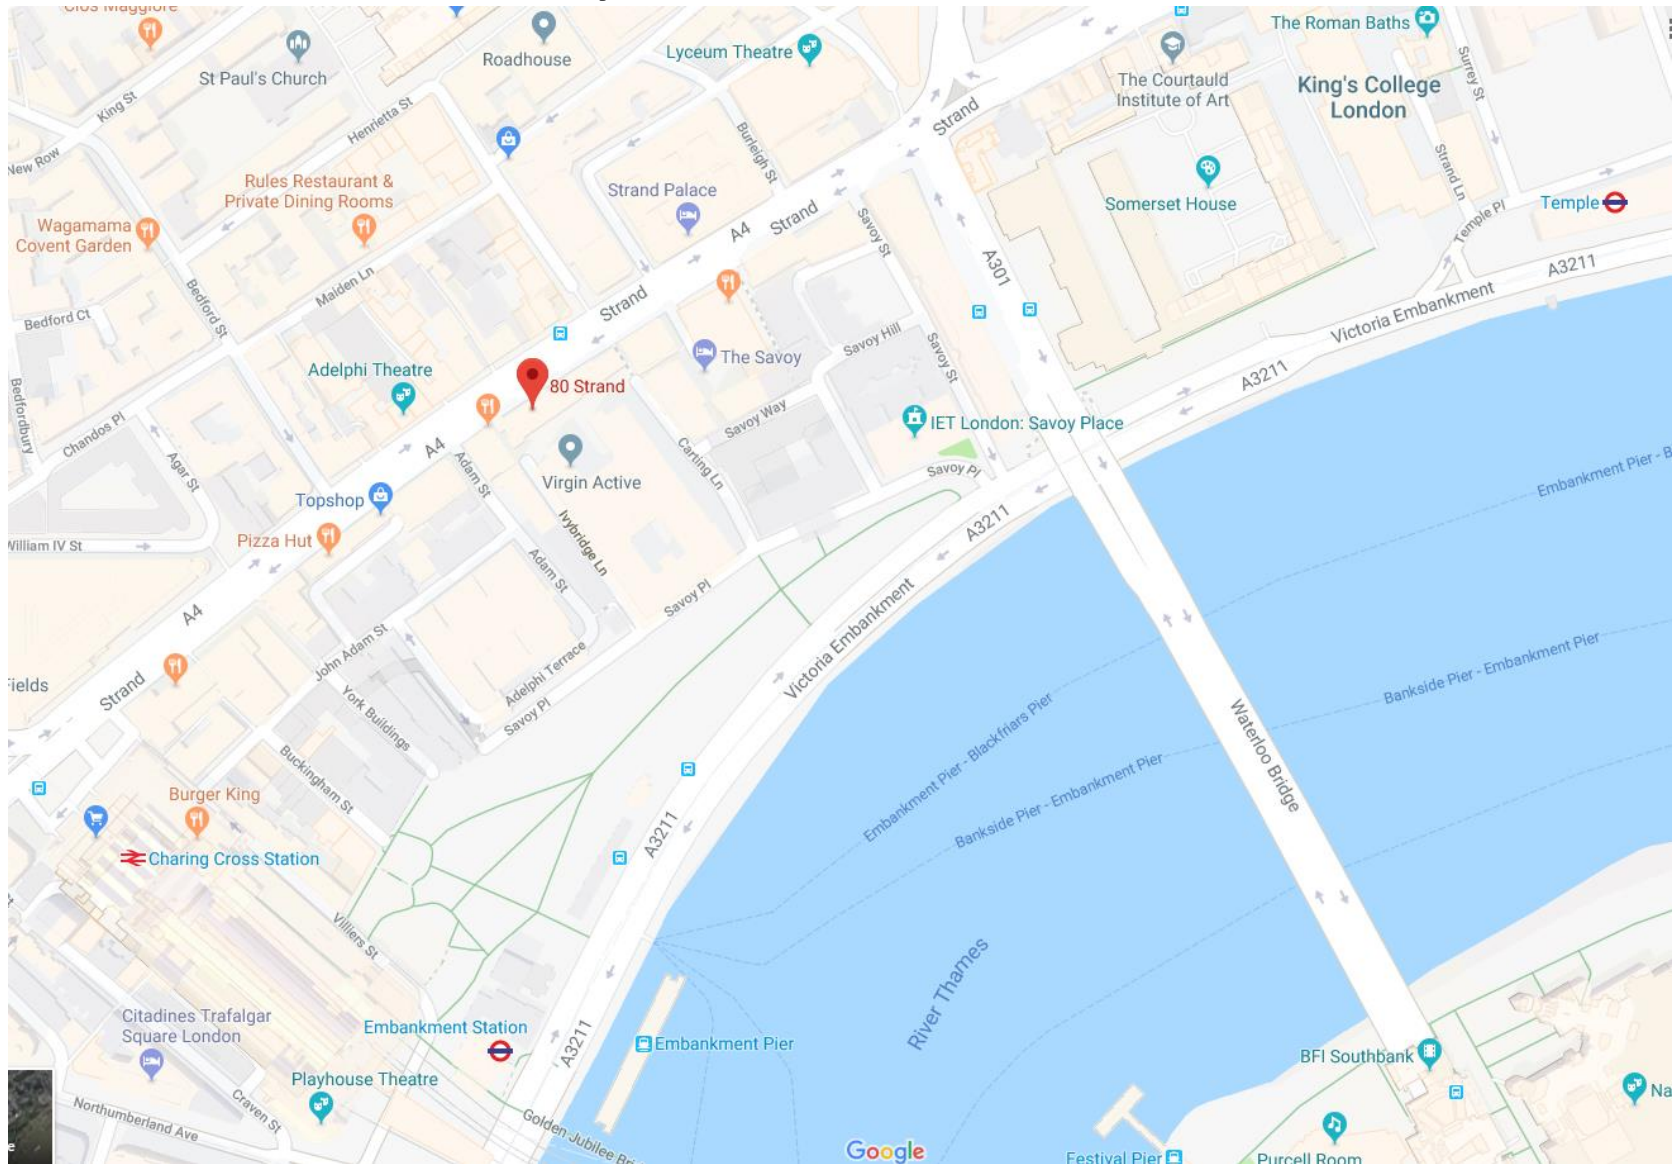 Clos Maggiore
St Paul's Church
Roadhouse
Lyceum Theatre
The Roman Baths
The Courtauld
Institute of Art
King's College
London
Surrey St
King St
Henrietta St
New Row
Burleigh St
Strand
Strand Ln
Rules Restaurant &
Private Dining Rooms
Strand Palace
Wagamama
Covent Garden
A4
Strand
Savoy St
Somerset House
Temple Pl
Temple
A301
A3211
Maiden Ln
Bedford St
Bedford Ct
Strand
Victoria Embankment
Savoy Hill
Savoy St
The Savoy
A3211
Adelphi Theatre
80 Strand
Bedfordbury
Chandos Pl
Savoy Way
IET London: Savoy Place
A4
Agar St
Adam St
Carting Ln
Savoy Pl
Virgin Active
Topshop
Embankment Pier - B
Pizza Hut
William IV St
Ivybridge Ln
A3211
Adam St
Savoy Pl
A4
Victoria Embankment
John Adam St
Adelphi Terrace
Bankside Pier - Embankment Pier
Fields
Strand
York Buildings
Savoy Pl
Embankment Pier - Blackfriars Pier
Waterloo Bridge
Buckingham St
Bankside Pier - Embankment Pier
Burger King
A3211
Charing Cross Station
Villiers St
River Thames
Citadines Trafalgar
Square London
Embankment Station
A3211
Embankment Pier
BFI Southbank
Playhouse Theatre
Na
Craven St
Northumberland Ave
Golden Jubilee Bri
e
Google
Festival Pier
Purcell Room